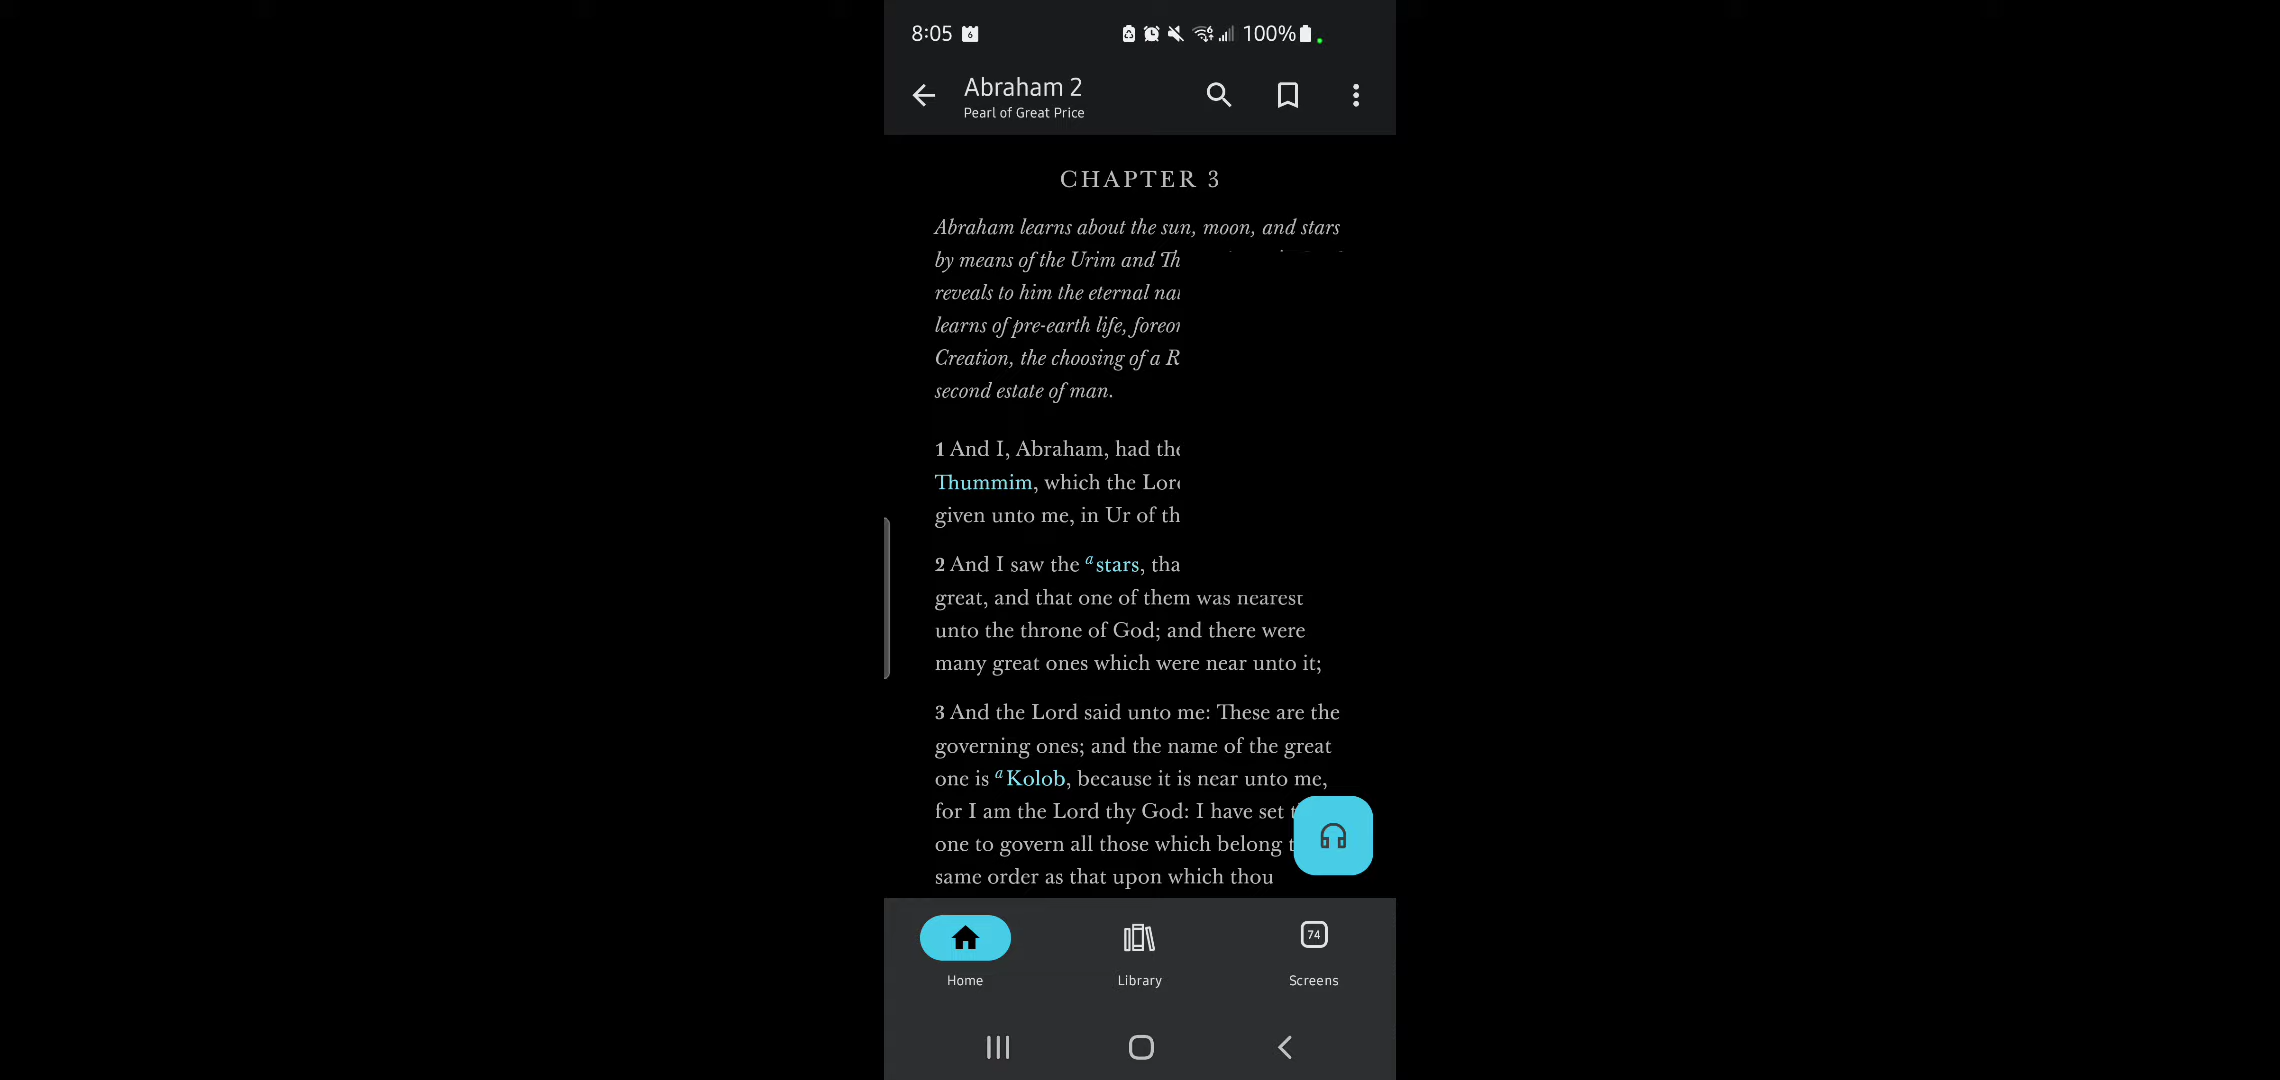 8:05 6 100%
Abraham 2
Pearl of Great Price
CHAPTER 3
Abraham learns about the sun, moon, and stars
by means of the Urim and
reveals to him the eternal
learns of pre-earth life,
Creation, the choosing of a
second estate of man.
1 And I, Abraham, had
Thummim, which the
given unto me, in Ur of
2 And I saw the a stars,
great, and that one of them was nearest
unto the throne of God; and there were
many great ones which were near unto it;
3 And the Lord said unto me: These are the
governing ones; and the name of the great
one is a Kolob, because it is near unto me,
for I am the Lord thy God: I have set
one to govern all those which belong
same order as that upon which thou
74
Home Library Screens